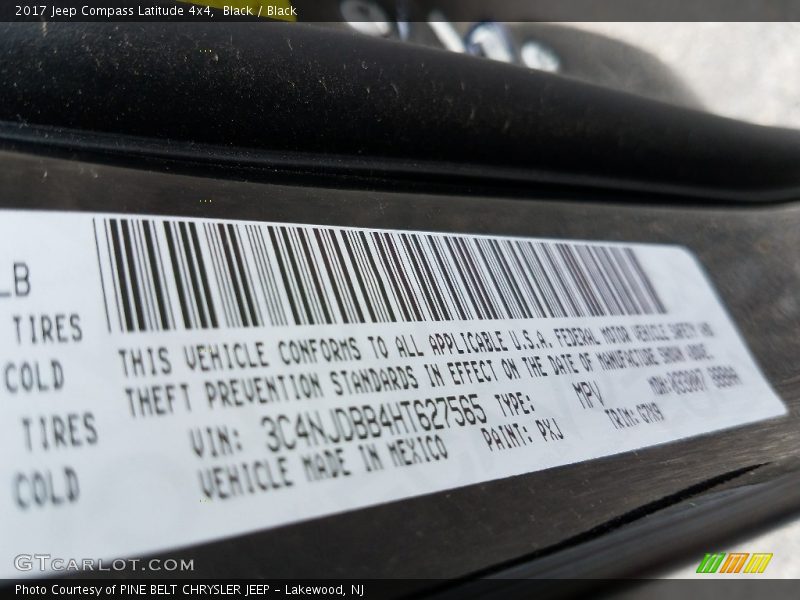 2017 Jeep Compass Latitude 4x4, Black / Black
LB
TIRES
COLD
TIRES
COLD
THIS VEHICLE CONFORMS TO ALL APPLICABLE U.S.A. FEDERAL MOTOR VEHICLE SAFETY AND
THEFT PREVENTION STANDARDS IN EFFECT ON THE DATE OF MANUFACTURE SHOWN ABOVE.
VIN: 3C4NJDBB4HT627565 TYPE: MPV
VEHICLE MADE IN MEXICO PAINT: PXJ TRIM: G7X9
GTCARLOT.COM
Photo Courtesy of PINE BELT CHRYSLER JEEP - Lakewood, NJ